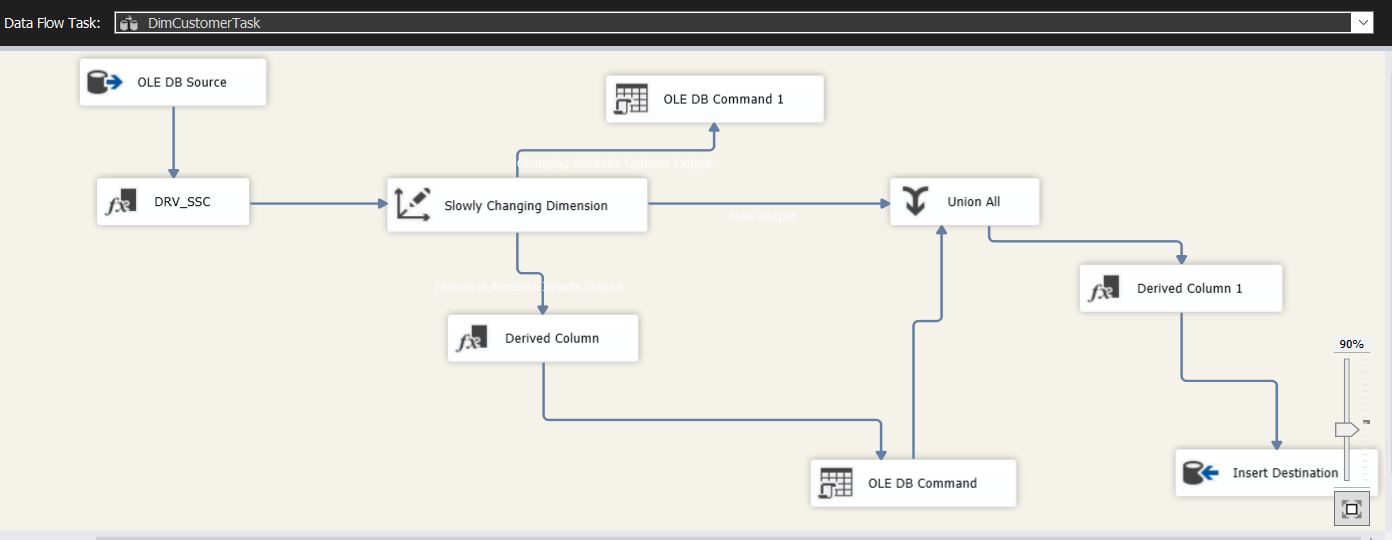 Data Flow Task: DimCustomerTask
OLE DB Source
OLE DB Command 1
Changing Attribute Updates Output
DRV_SSC
Slowly Changing Dimension
Union All
New Output
Derived Column 1
Historical Attribute Inserts Output
Derived Column
90%
OLE DB Command
Insert Destination